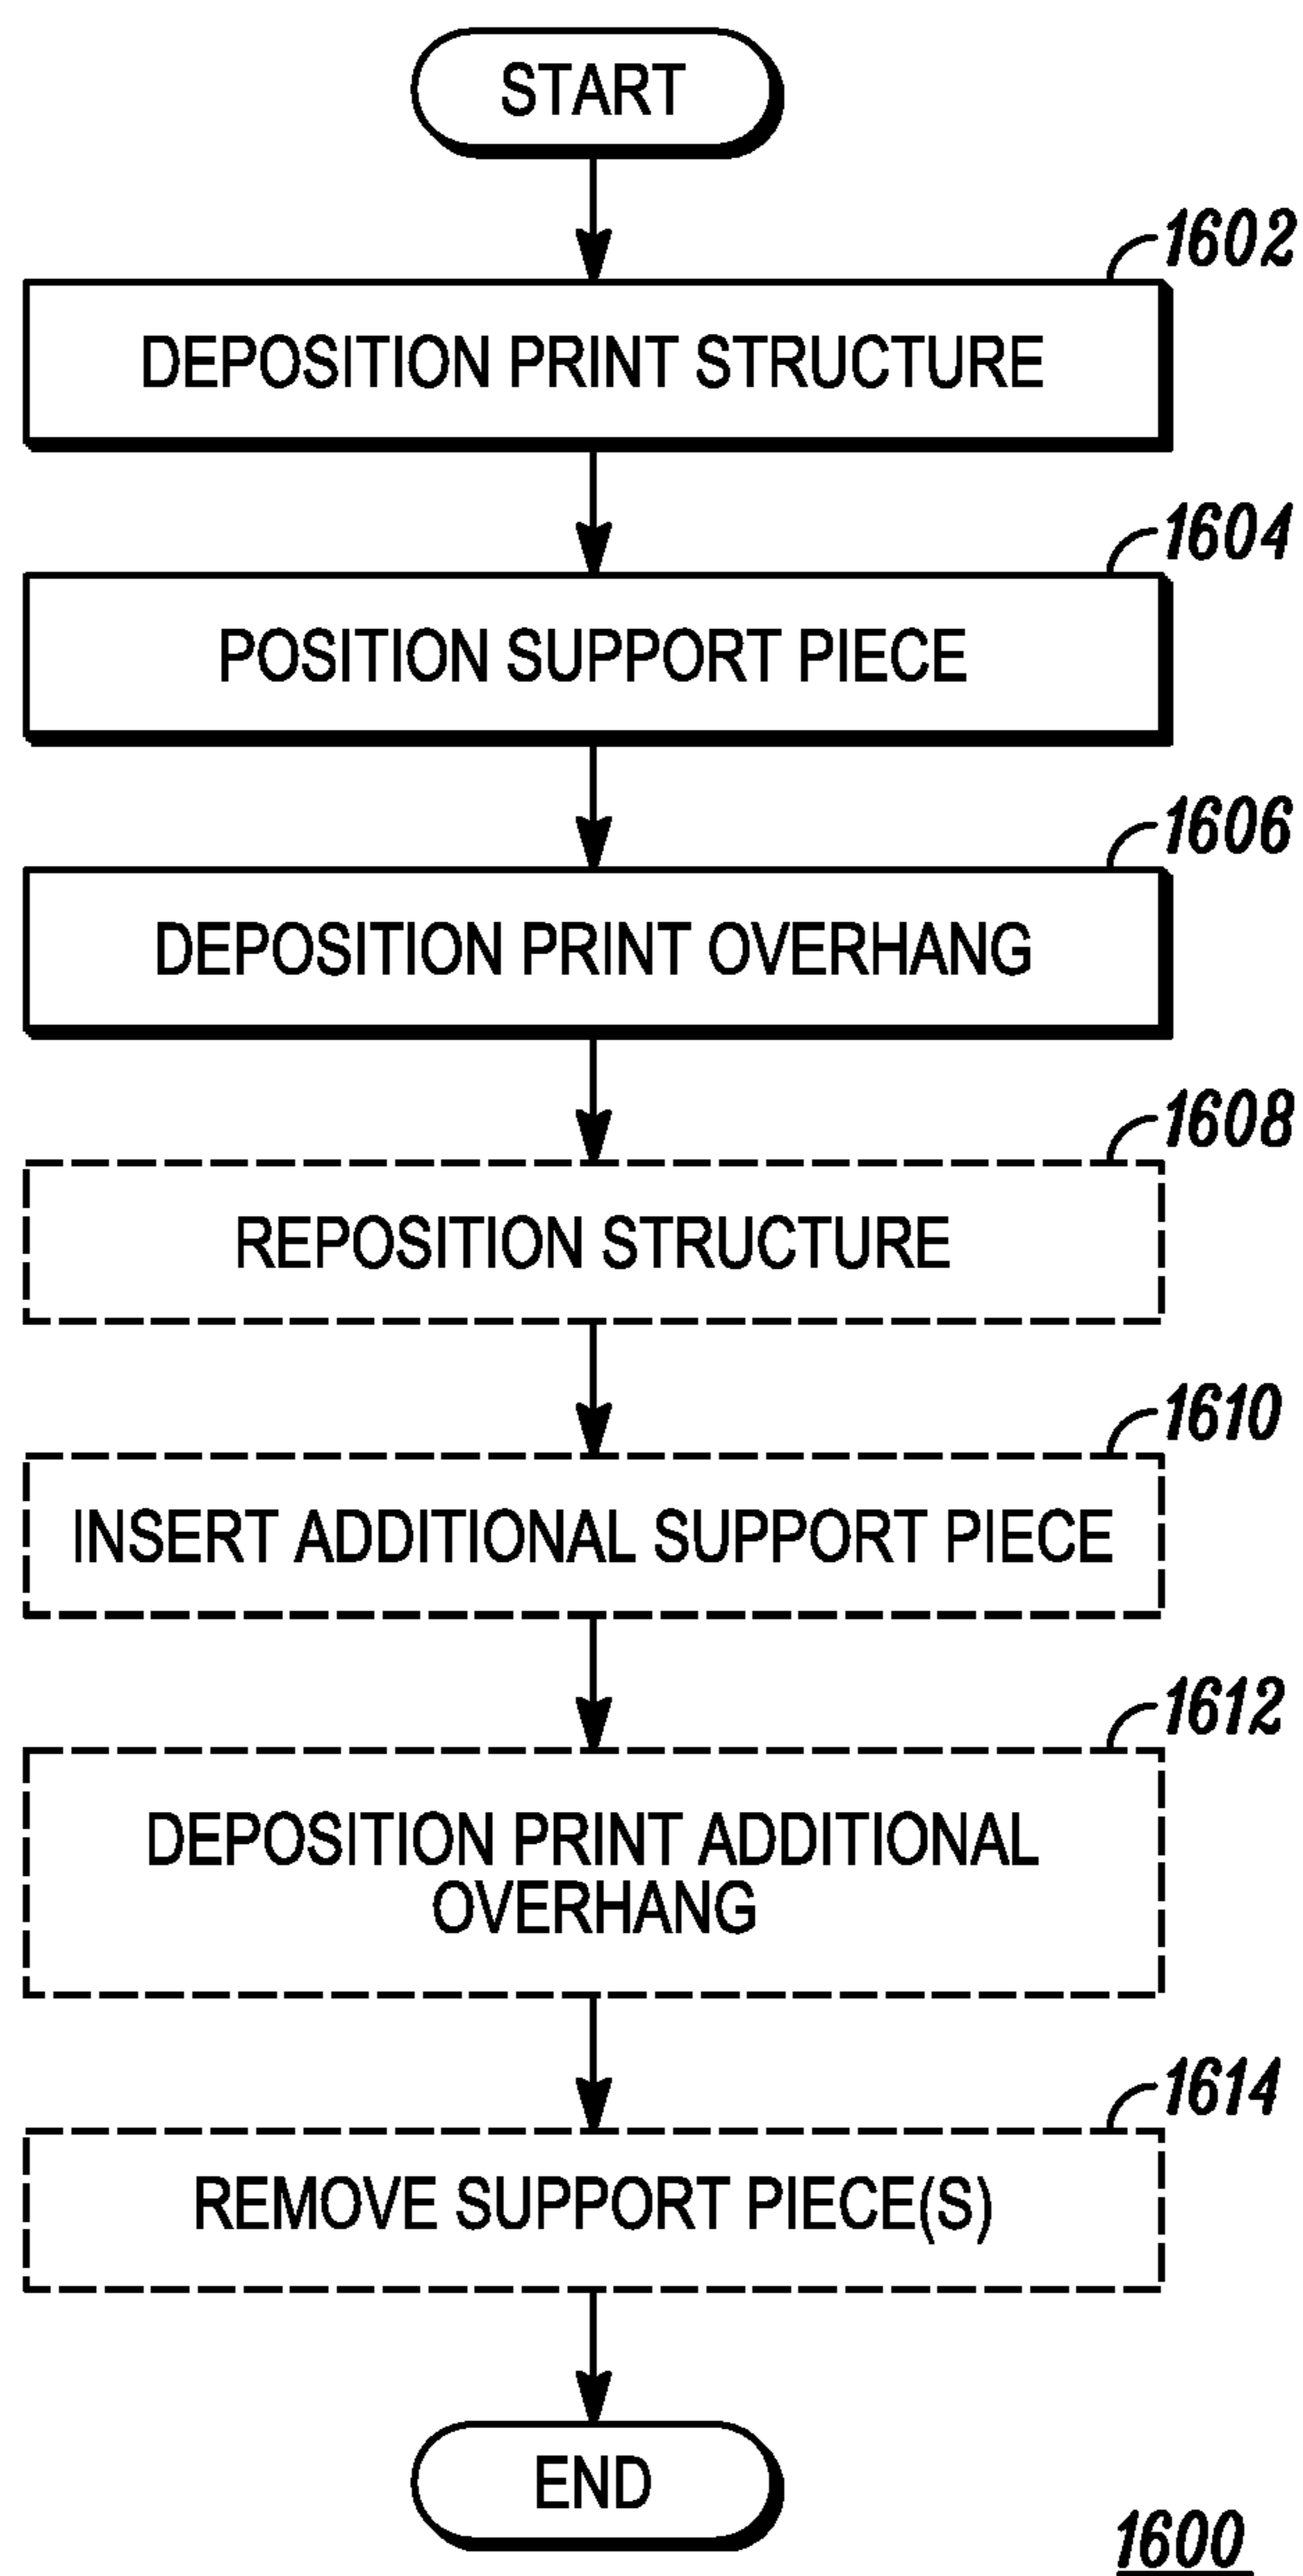 START
1602
DEPOSITION PRINT STRUCTURE
1604
POSITION SUPPORT PIECE
1606
DEPOSITION PRINT OVERHANG
1608
REPOSITION STRUCTURE
1610
INSERT ADDITIONAL SUPPORT PIECE
1612
DEPOSITION PRINT ADDITIONAL
OVERHANG
1614
REMOVE SUPPORT PIECE(S)
END
1600